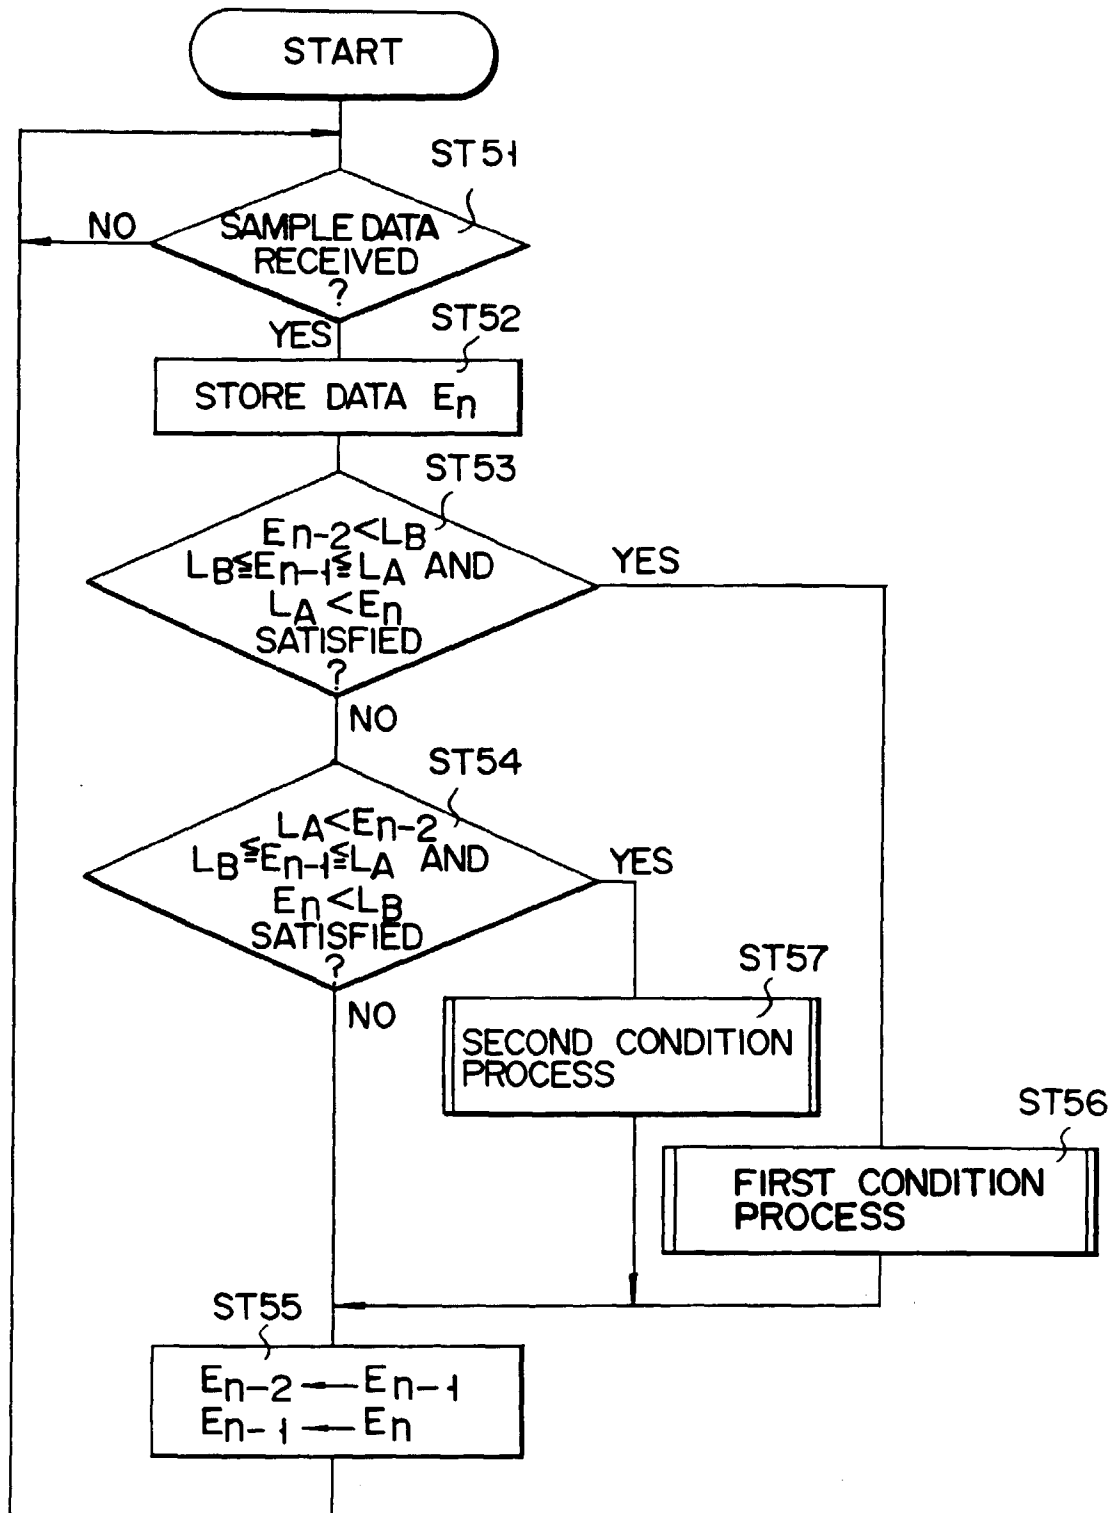 START
ST51
NO
SAMPLE DATA
RECEIVED
?
YES
ST52
STORE DATA En
ST53
En-2<LB
LB≦En-1≦LA AND
LA<En
SATISFIED
?
YES
NO
ST54
LA<En-2
LB≦En-1≦LA AND
En<LB
SATISFIED
?
YES
NO
ST57
SECOND CONDITION
PROCESS
ST56
FIRST CONDITION
PROCESS
ST55
En-2 ← En-1
En-1 ← En